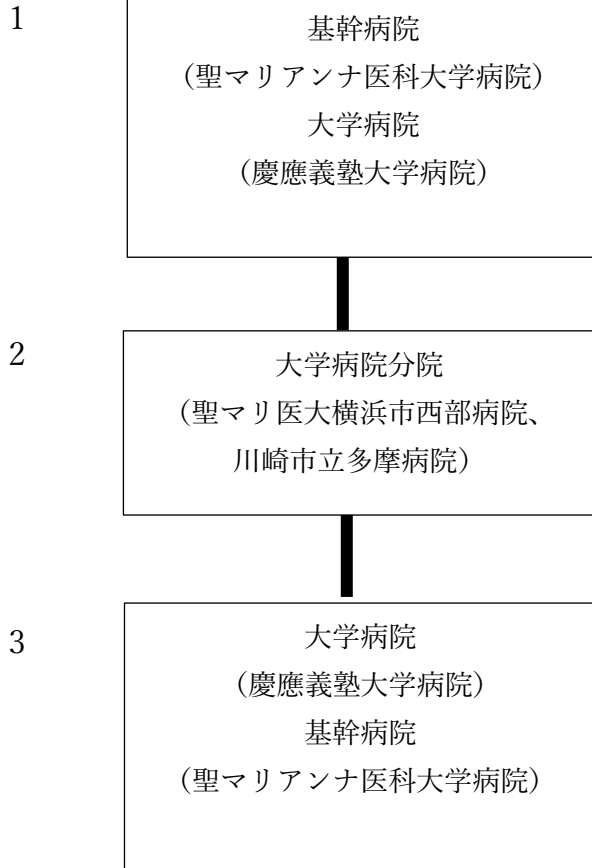 1
基幹病院
（聖マリアンナ医科大学病院）
大学病院
（慶應義塾大学病院）
2
大学病院分院
（聖マリ医大横浜市西部病院、
川崎市立多摩病院）
3
大学病院
（慶應義塾大学病院）
基幹病院
（聖マリアンナ医科大学病院）